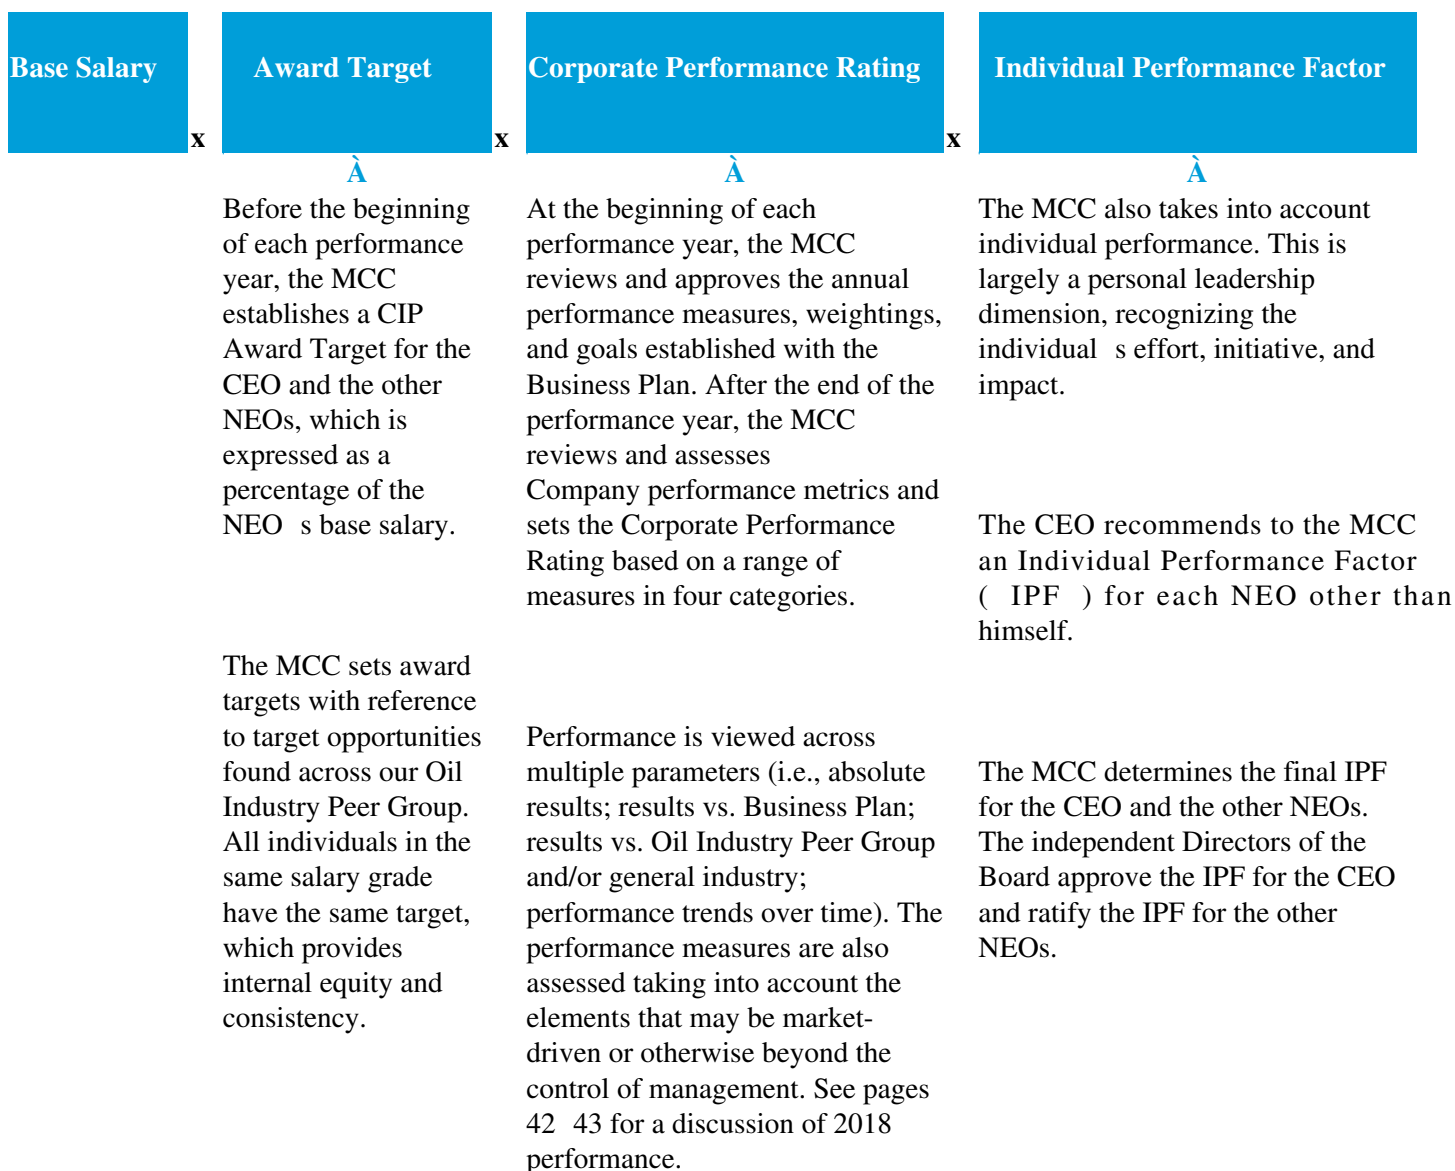 Base Salary
x
Award Target
x
Corporate Performance Rating
x
Individual Performance Factor
À
Before the beginning
of each performance
year, the MCC
establishes a CIP
Award Target for the
CEO and the other
NEOs, which is
expressed as a
percentage of the
NEO s base salary.
The MCC sets award
targets with reference
to target opportunities
found across our Oil
Industry Peer Group.
All individuals in the
same salary grade
have the same target,
which provides
internal equity and
consistency.
À
At the beginning of each
performance year, the MCC
reviews and approves the annual
performance measures, weightings,
and goals established with the
Business Plan. After the end of the
performance year, the MCC
reviews and assesses
Company performance metrics and
sets the Corporate Performance
Rating based on a range of
measures in four categories.
Performance is viewed across
multiple parameters (i.e., absolute
results; results vs. Business Plan;
results vs. Oil Industry Peer Group
and/or general industry;
performance trends over time). The
performance measures are also
assessed taking into account the
elements that may be market-
driven or otherwise beyond the
control of management. See pages
42 43 for a discussion of 2018
performance.
À
The MCC also takes into account
individual performance. This is
largely a personal leadership
dimension, recognizing the
individual s effort, initiative, and
impact.
The CEO recommends to the MCC
an Individual Performance Factor
( IPF ) for each NEO other than
himself.
The MCC determines the final IPF
for the CEO and the other NEOs.
The independent Directors of the
Board approve the IPF for the CEO
and ratify the IPF for the other
NEOs.